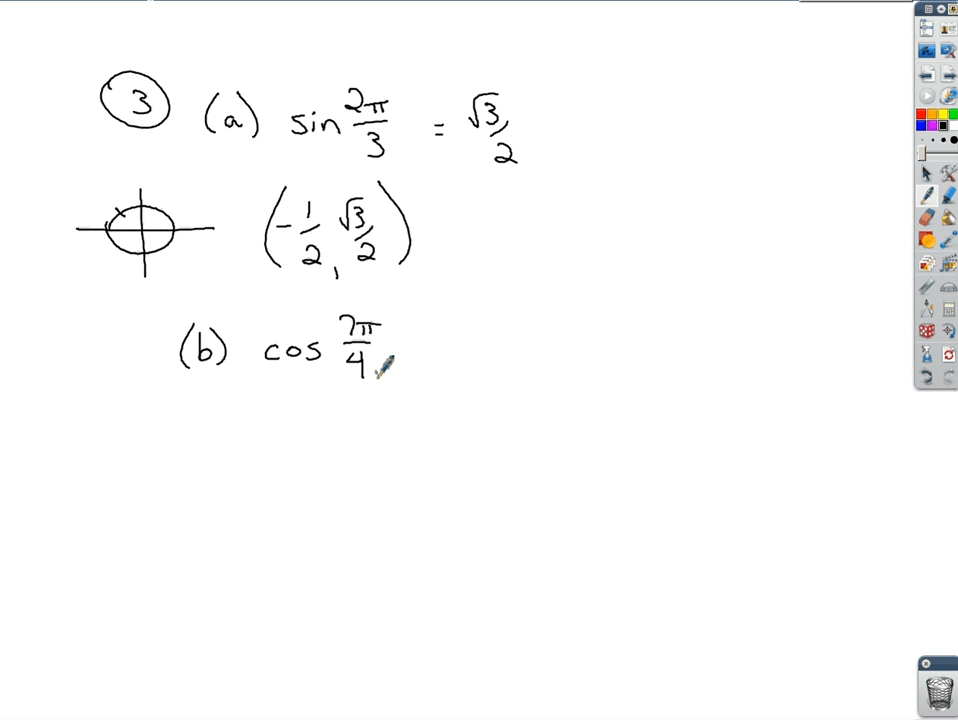 ③ (a) sin 2π/3 = √3/2
(-1/2, √3/2)
(b) cos 7π/4